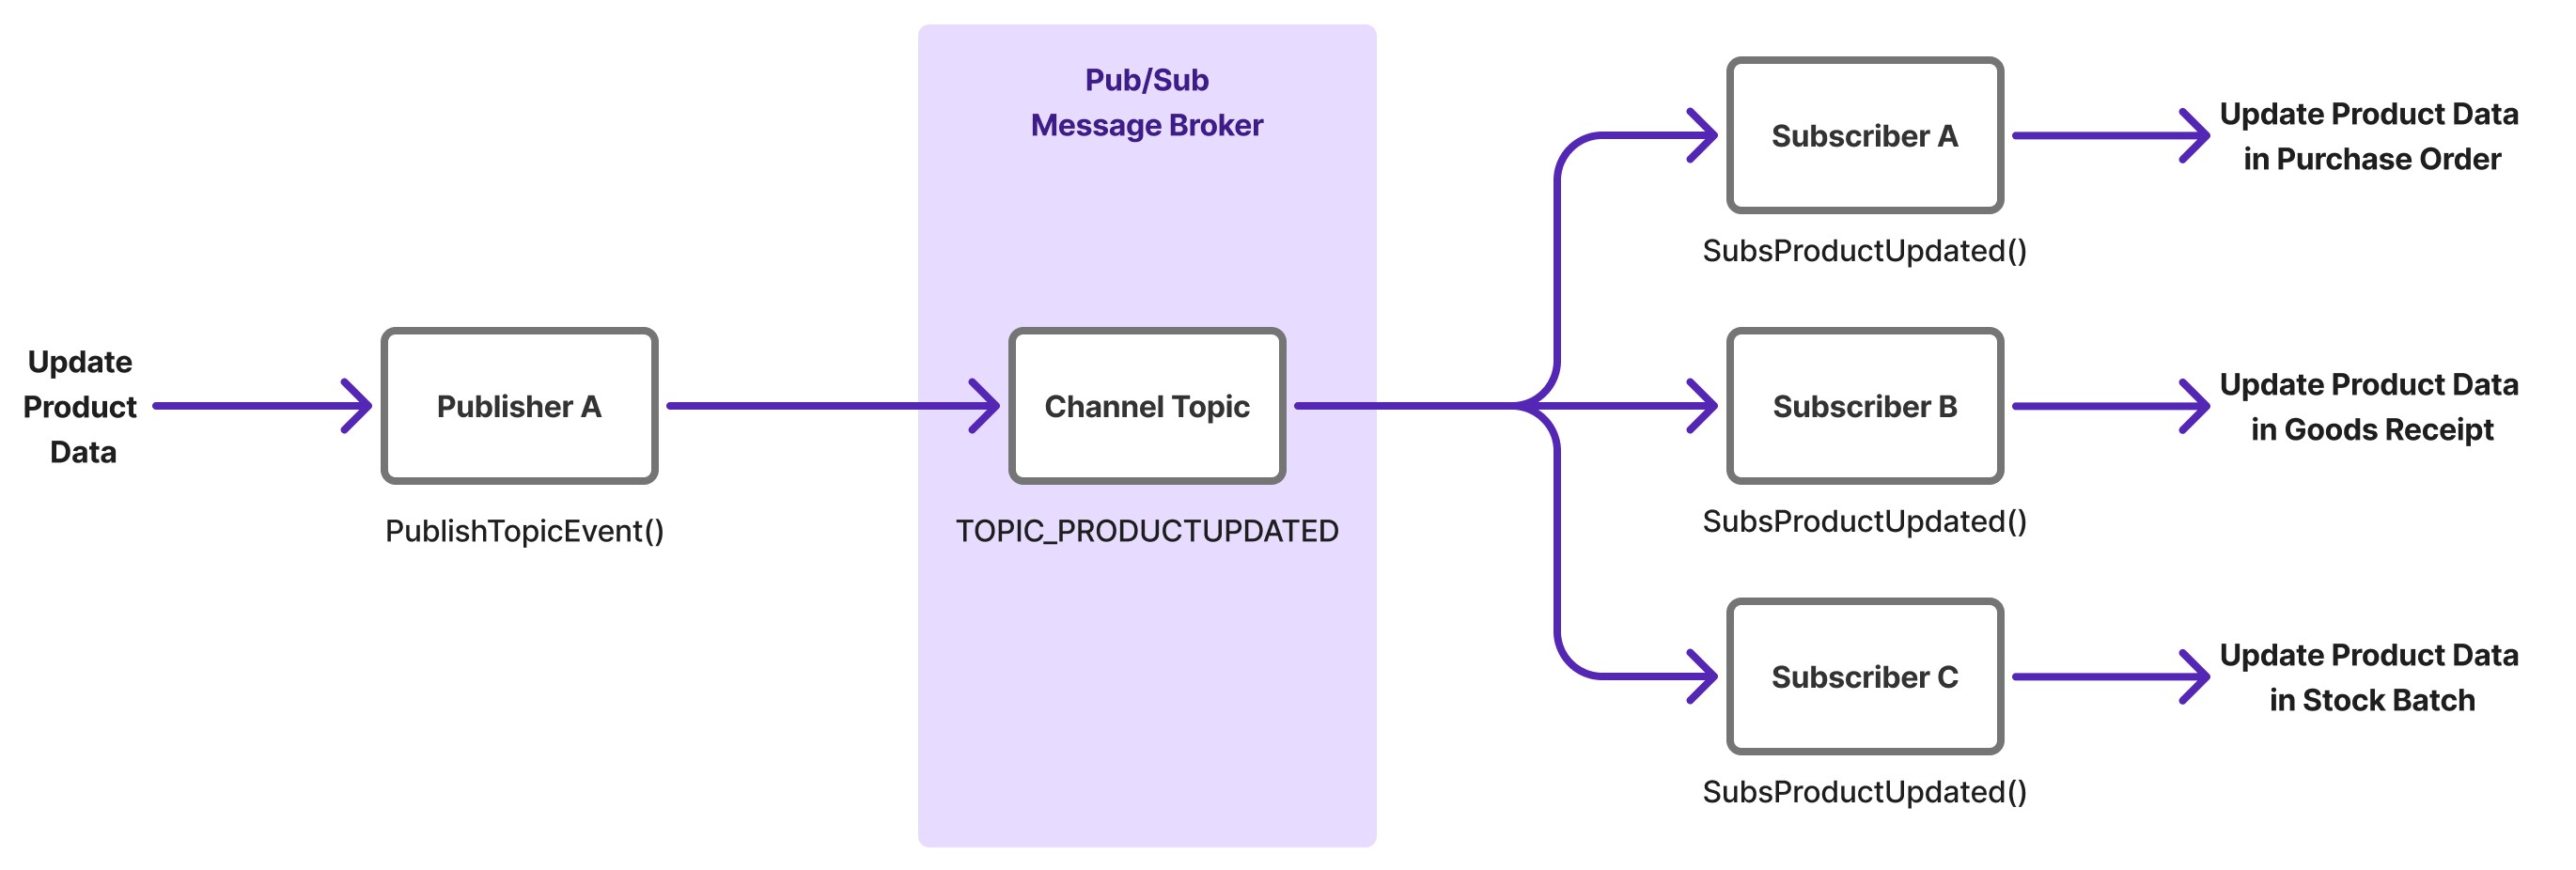 Update
Product
Data
Publisher A
PublishTopicEvent()
Pub/Sub
Message Broker
Channel Topic
TOPIC_PRODUCTUPDATED
Subscriber A
SubsProductUpdated()
Update Product Data
in Purchase Order
Subscriber B
SubsProductUpdated()
Update Product Data
in Goods Receipt
Subscriber C
SubsProductUpdated()
Update Product Data
in Stock Batch